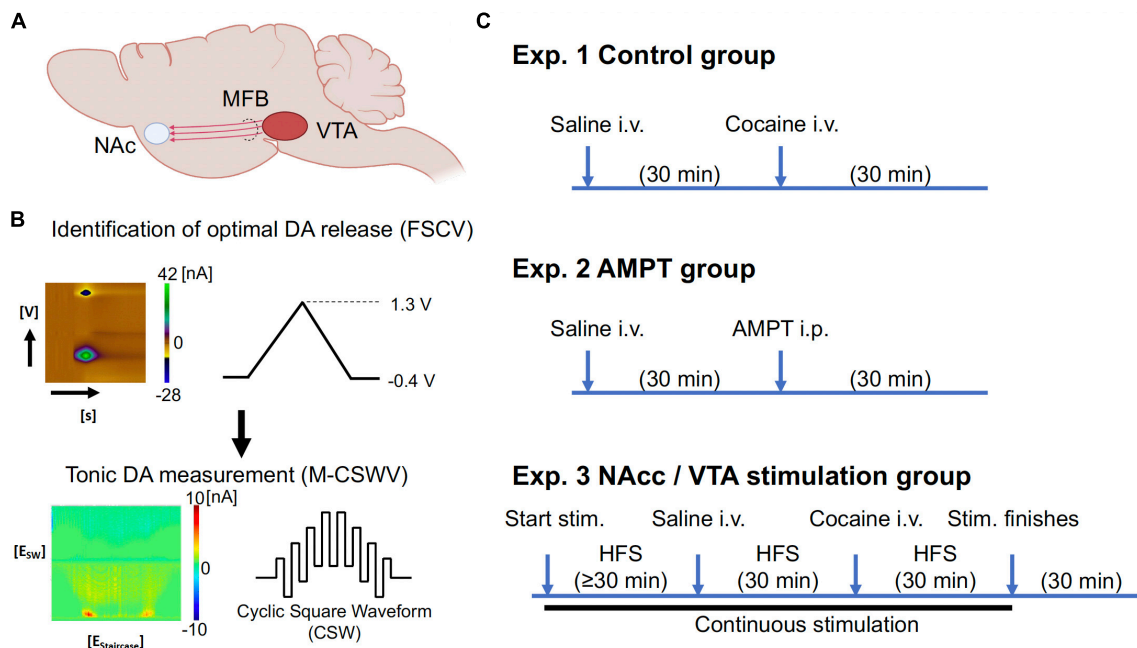 A
MFB
NAc
VTA
B
Identification of optimal DA release (FSCV)
42 [nA]
[V]
0
-28
[s]
1.3 V
-0.4 V
Tonic DA measurement (M-CSWV)
10 [nA]
[E_SW]
0
-10
[E_Staircase]
Cyclic Square Waveform
(CSW)
C
Exp. 1 Control group
Saline i.v. Cocaine i.v.
(30 min) (30 min)
Exp. 2 AMPT group
Saline i.v. AMPT i.p.
(30 min) (30 min)
Exp. 3 NAcc / VTA stimulation group
Start stim. Saline i.v. Cocaine i.v. Stim. finishes
HFS HFS HFS
(≥30 min) (30 min) (30 min) (30 min)
Continuous stimulation